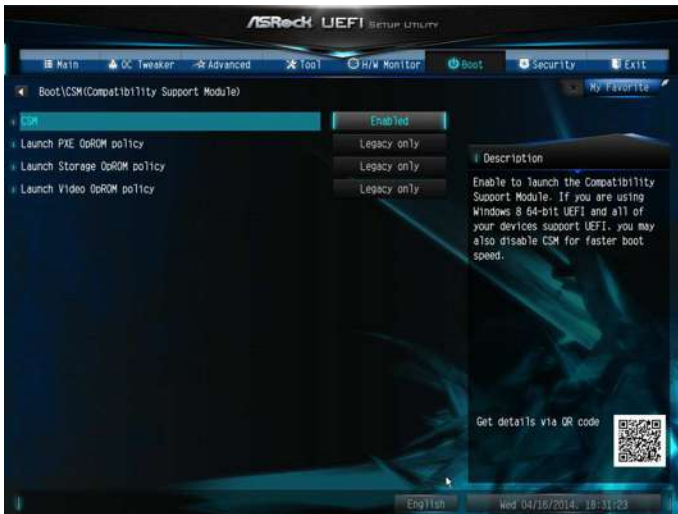 ASRock UEFI SETUP UTILITY
Main OC Tweaker Advanced Tool H/W Monitor Boot Security Exit
Boot\CSM(Compatibility Support Module)
My Favorite
CSM Enabled
Launch PXE OpROM policy Legacy only
Launch Storage OpROM policy Legacy only
Launch Video OpROM policy Legacy only
Description
Enable to launch the Compatibility
Support Module. If you are using
Windows 8 64-bit UEFI and all of
your devices support UEFI. you may
also disable CSM for faster boot
speed.
Get details via QR code
English
Wed 04/16/2014. 18:31:23